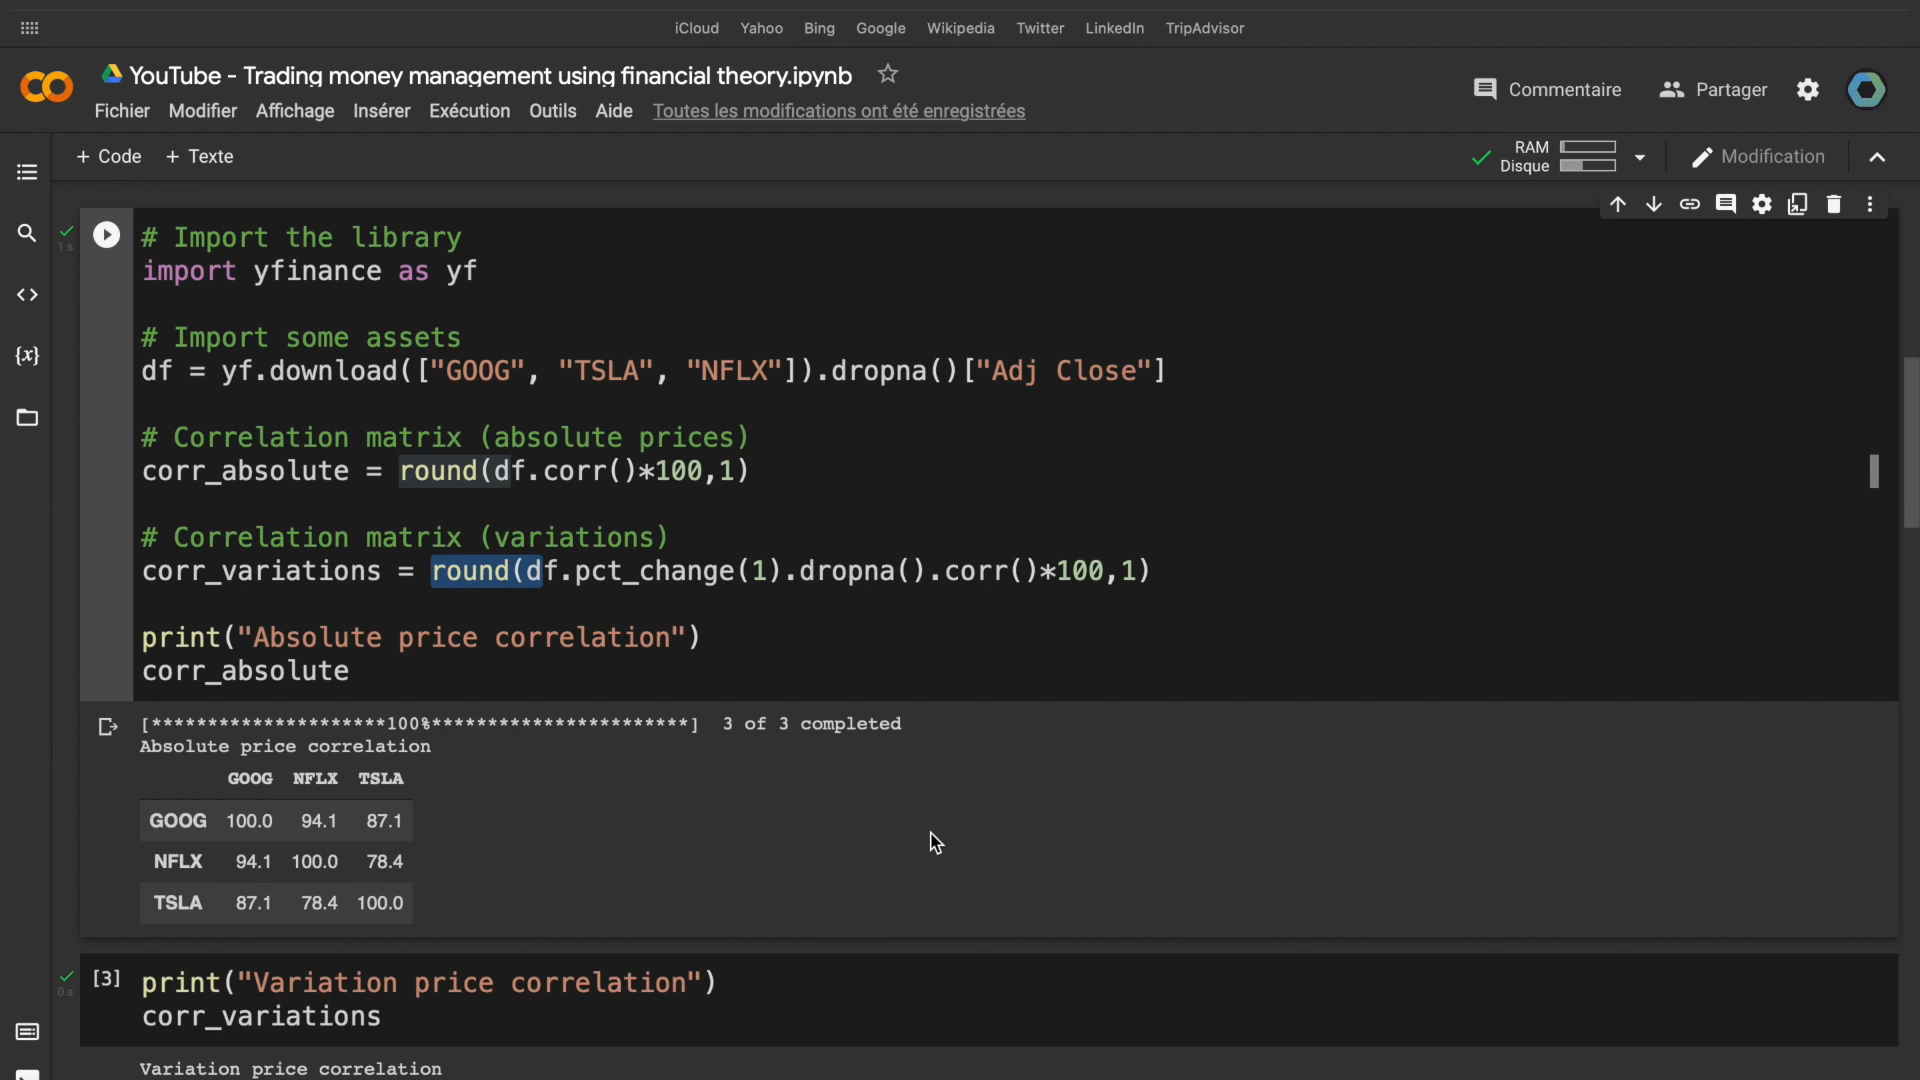 iCloud Yahoo Bing Google Wikipedia Twitter LinkedIn TripAdvisor
YouTube - Trading money management using financial theory.ipynb
Commentaire Partager
Fichier Modifier Affichage Insérer Exécution Outils Aide Toutes les modifications ont été enregistrées
+ Code + Texte
RAM
Disque
Modification
1 s
# Import the library
import yfinance as yf
# Import some assets
df = yf.download(["GOOG", "TSLA", "NFLX"]).dropna()["Adj Close"]
# Correlation matrix (absolute prices)
corr_absolute = round(df.corr()*100,1)
# Correlation matrix (variations)
corr_variations = round(df.pct_change(1).dropna().corr()*100,1)
print("Absolute price correlation")
corr_absolute
[*********************100%***********************] 3 of 3 completed
Absolute price correlation
GOOG NFLX TSLA
GOOG 100.0 94.1 87.1
NFLX 94.1 100.0 78.4
TSLA 87.1 78.4 100.0
0 s
[3] print("Variation price correlation")
corr_variations
Variation price correlation